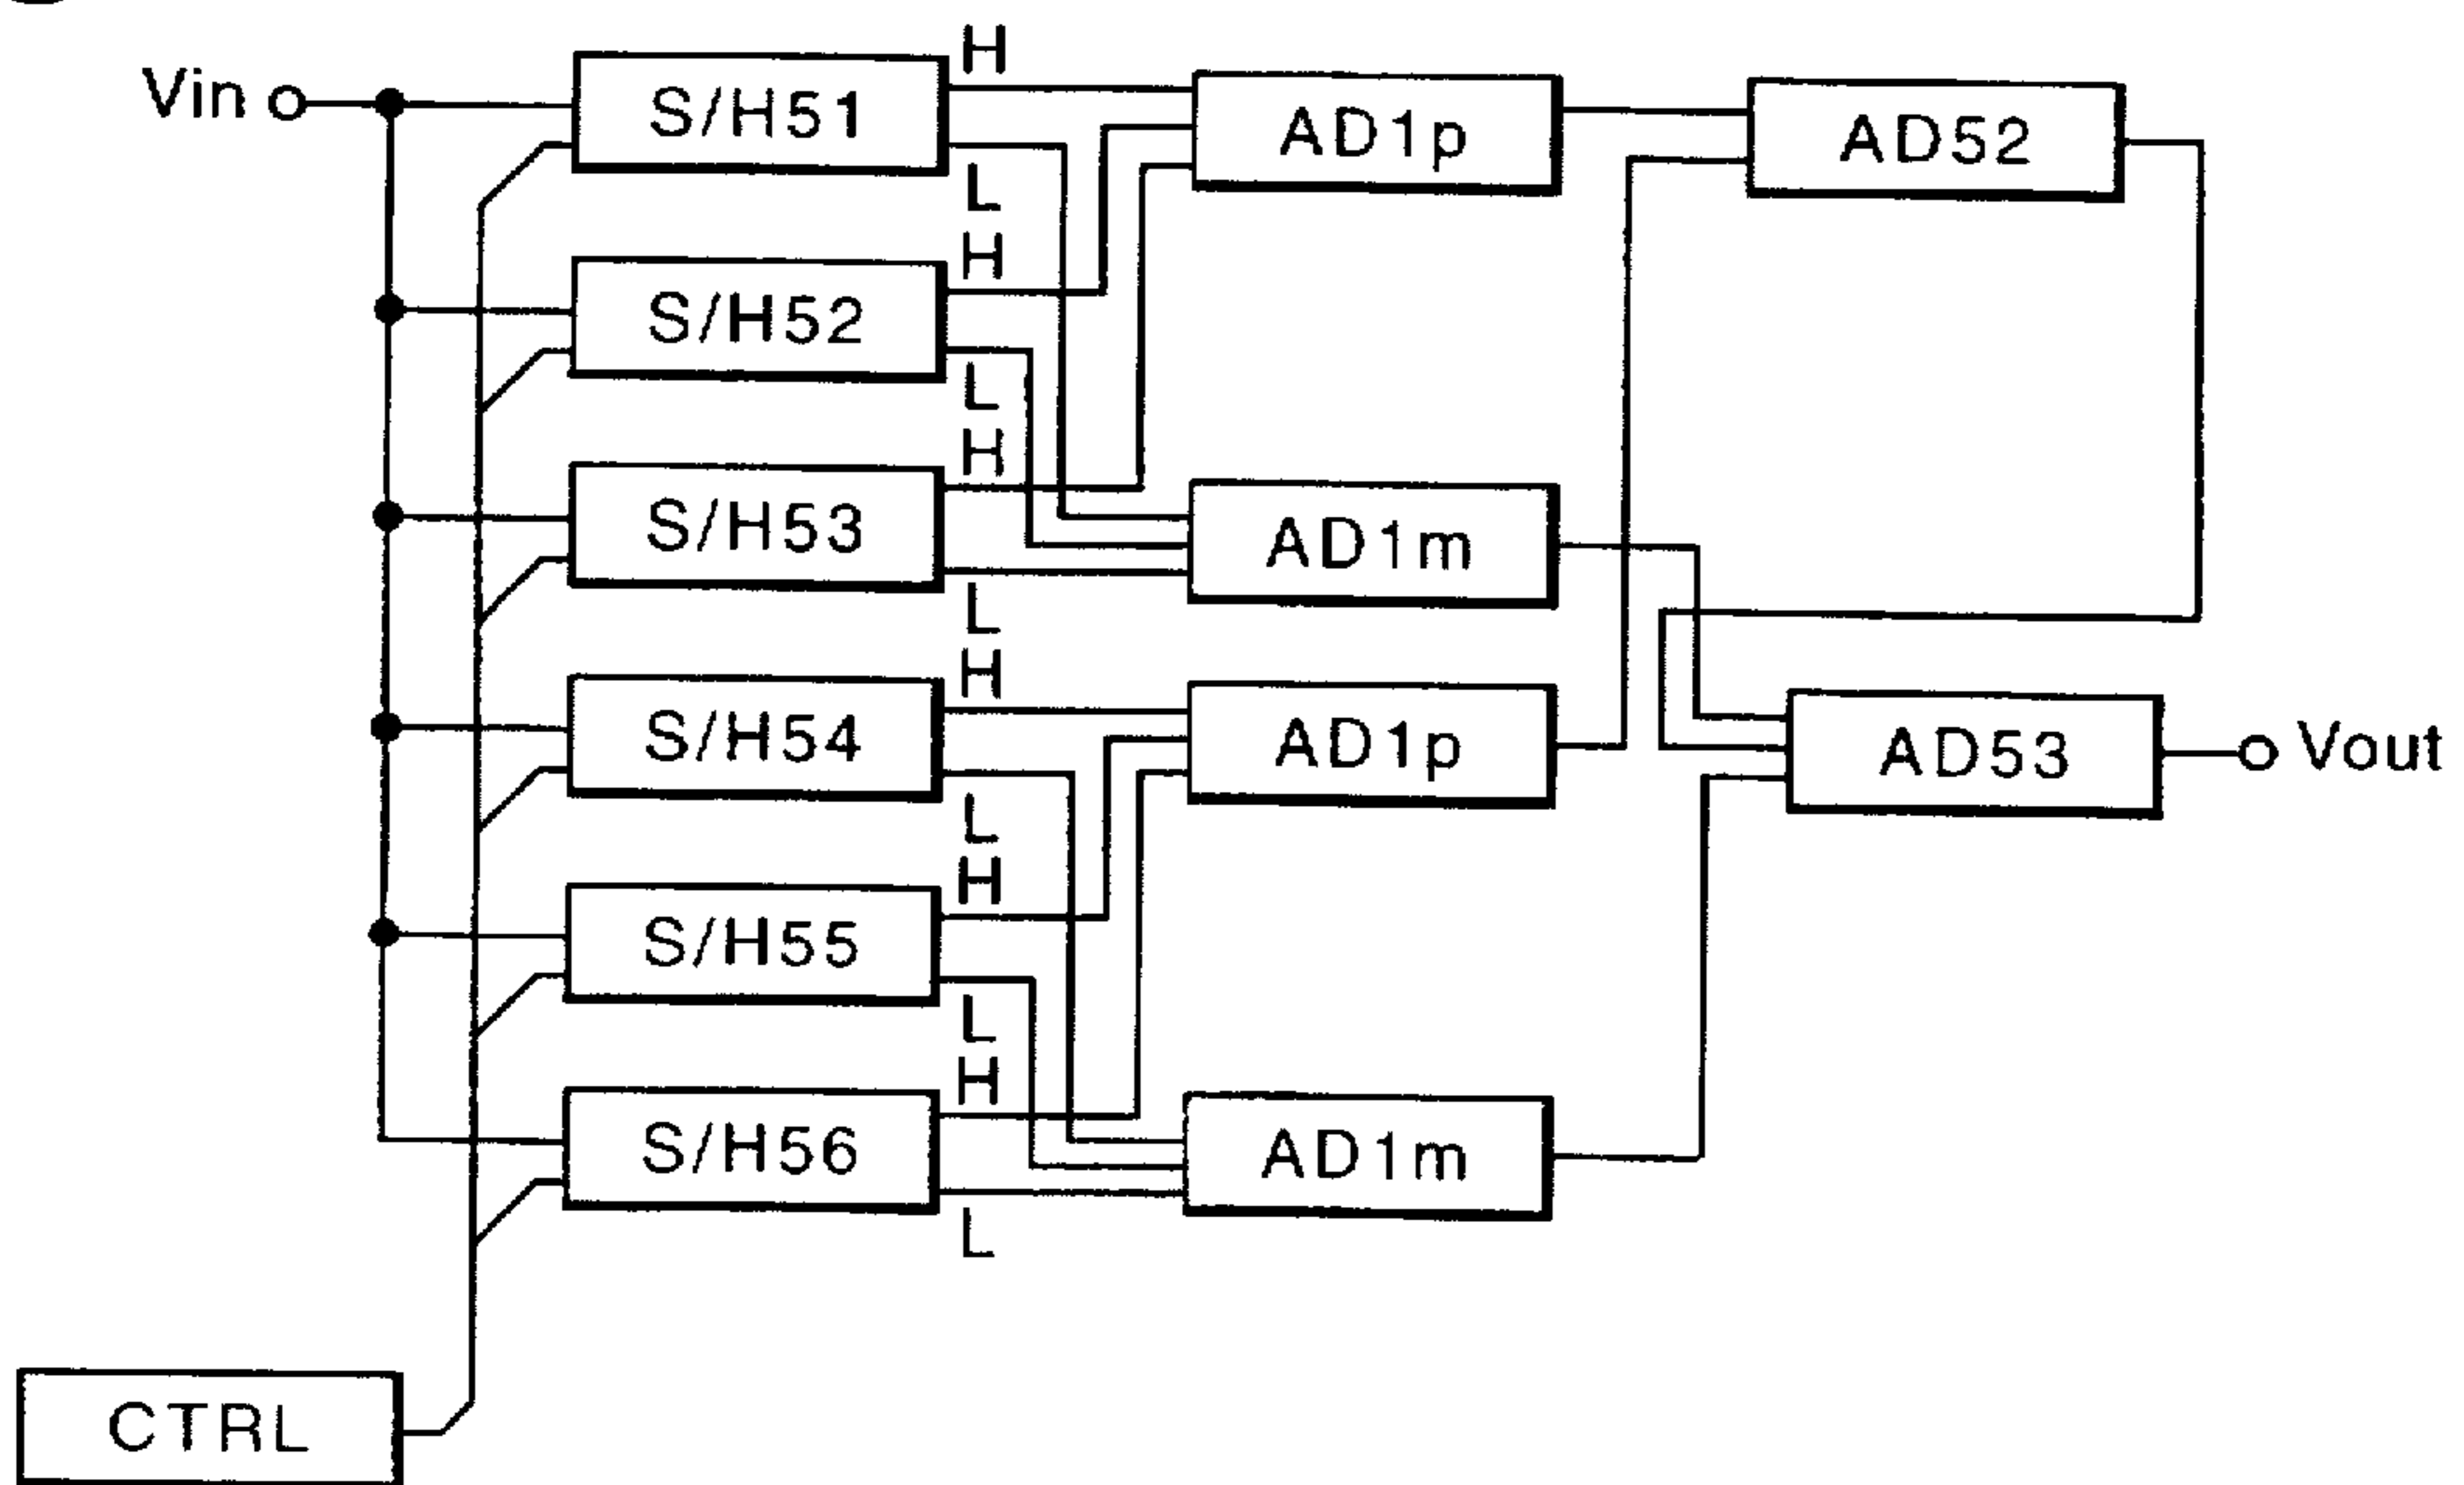 H
Vin S/H51 AD1p AD52
L
H
S/H52
L
H
S/H53 AD1m
L
H
S/H54 AD1p AD53 Vout
L
H
S/H55
L
H
S/H56 AD1m
L
CTRL